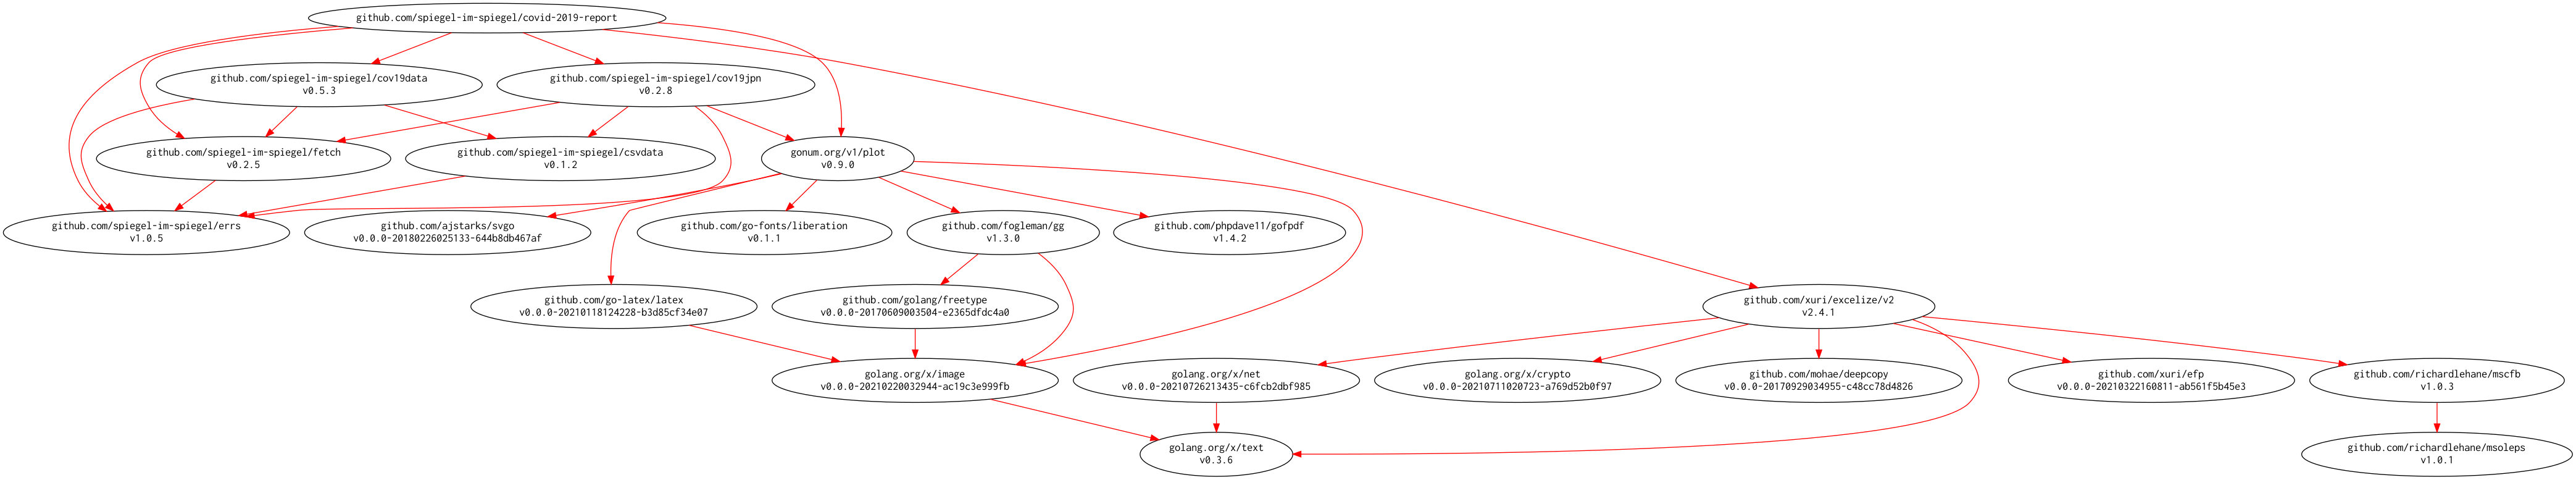 github.com/spiegel-im-spiegel/covid-2019-report
github.com/spiegel-im-spiegel/cov19data
v0.5.3
github.com/spiegel-im-spiegel/cov19jpn
v0.2.8
github.com/spiegel-im-spiegel/fetch
v0.2.5
github.com/spiegel-im-spiegel/csvdata
v0.1.2
gonum.org/v1/plot
v0.9.0
github.com/spiegel-im-spiegel/errs
v1.0.5
github.com/ajstarks/svgo
v0.0.0-20180226025133-644b8db467af
github.com/go-fonts/liberation
v0.1.1
github.com/fogleman/gg
v1.3.0
github.com/phpdave11/gofpdf
v1.4.2
github.com/go-latex/latex
v0.0.0-20210118124228-b3d85cf34e07
github.com/golang/freetype
v0.0.0-20170609003504-e2365dfdc4a0
github.com/xuri/excelize/v2
v2.4.1
golang.org/x/image
v0.0.0-20210220032944-ac19c3e999fb
golang.org/x/net
v0.0.0-20210726213435-c6fcb2dbf985
golang.org/x/crypto
v0.0.0-20210711020723-a769d52b0f97
github.com/mohae/deepcopy
v0.0.0-20170929034955-c48cc78d4826
github.com/xuri/efp
v0.0.0-20210322160811-ab561f5b45e3
github.com/richardlehane/mscfb
v1.0.3
golang.org/x/text
v0.3.6
github.com/richardlehane/msoleps
v1.0.1